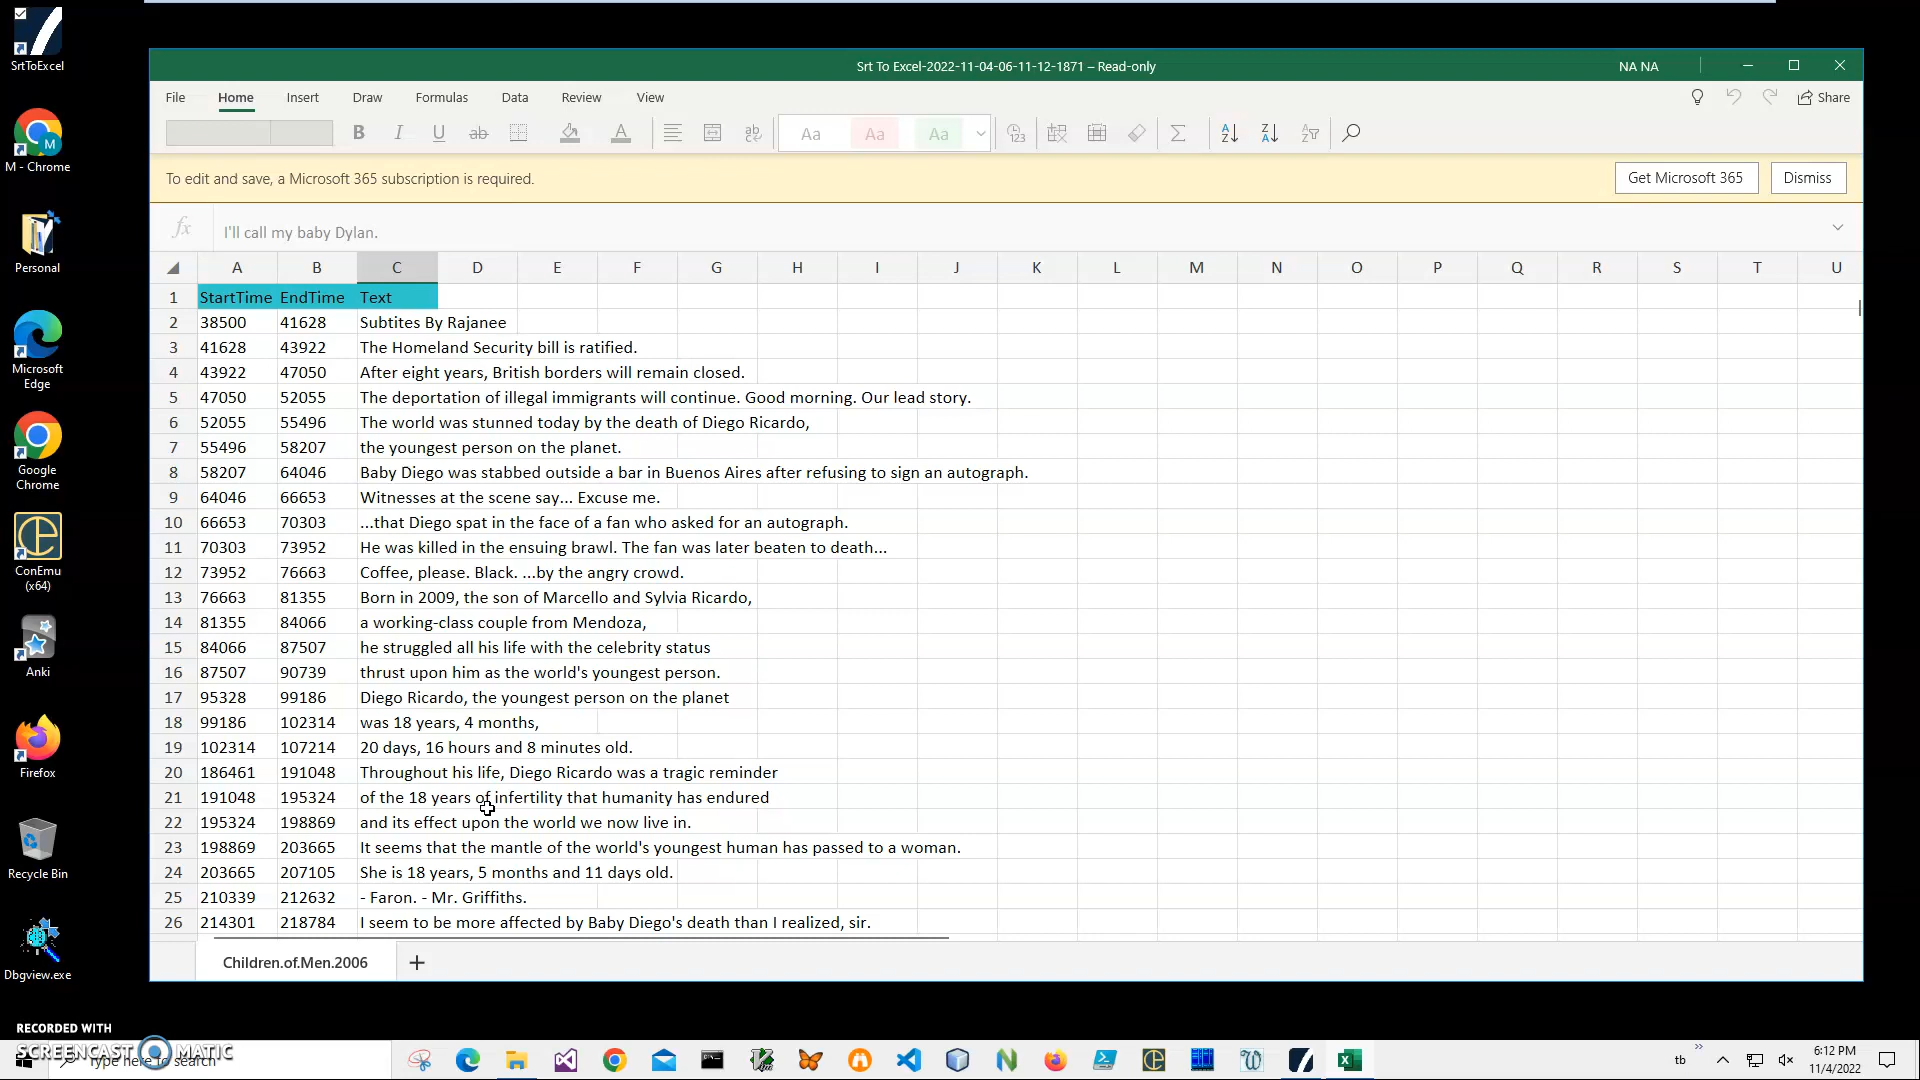 SrtToExcel
M - Chrome
Personal
Microsoft
Edge
Google
Chrome
ConEmu
(x64)
Anki
Firefox
Recycle Bin
Dbgview.exe
Srt To Excel-2022-11-04-06-11-12-1871 – Read-only
NA NA
File Home Insert Draw Formulas Data Review View
Share
B I U ab
Aa Aa Aa
123
To edit and save, a Microsoft 365 subscription is required.
Get Microsoft 365
Dismiss
fx I'll call my baby Dylan.
A B C D E F G H I J K L M N O P Q R S T U
1 StartTime EndTime Text
2 38500 41628 Subtites By Rajanee
3 41628 43922 The Homeland Security bill is ratified.
4 43922 47050 After eight years, British borders will remain closed.
5 47050 52055 The deportation of illegal immigrants will continue. Good morning. Our lead story.
6 52055 55496 The world was stunned today by the death of Diego Ricardo,
7 55496 58207 the youngest person on the planet.
8 58207 64046 Baby Diego was stabbed outside a bar in Buenos Aires after refusing to sign an autograph.
9 64046 66653 Witnesses at the scene say... Excuse me.
10 66653 70303 ...that Diego spat in the face of a fan who asked for an autograph.
11 70303 73952 He was killed in the ensuing brawl. The fan was later beaten to death...
12 73952 76663 Coffee, please. Black. ...by the angry crowd.
13 76663 81355 Born in 2009, the son of Marcello and Sylvia Ricardo,
14 81355 84066 a working-class couple from Mendoza,
15 84066 87507 he struggled all his life with the celebrity status
16 87507 90739 thrust upon him as the world's youngest person.
17 95328 99186 Diego Ricardo, the youngest person on the planet
18 99186 102314 was 18 years, 4 months,
19 102314 107214 20 days, 16 hours and 8 minutes old.
20 186461 191048 Throughout his life, Diego Ricardo was a tragic reminder
21 191048 195324 of the 18 years of infertility that humanity has endured
22 195324 198869 and its effect upon the world we now live in.
23 198869 203665 It seems that the mantle of the world's youngest human has passed to a woman.
24 203665 207105 She is 18 years, 5 months and 11 days old.
25 210339 212632 - Faron. - Mr. Griffiths.
26 214301 218784 I seem to be more affected by Baby Diego's death than I realized, sir.
Children.of.Men.2006
RECORDED WITH
SCREENCAST MATIC
Type here to search
tb
6:12 PM
11/4/2022